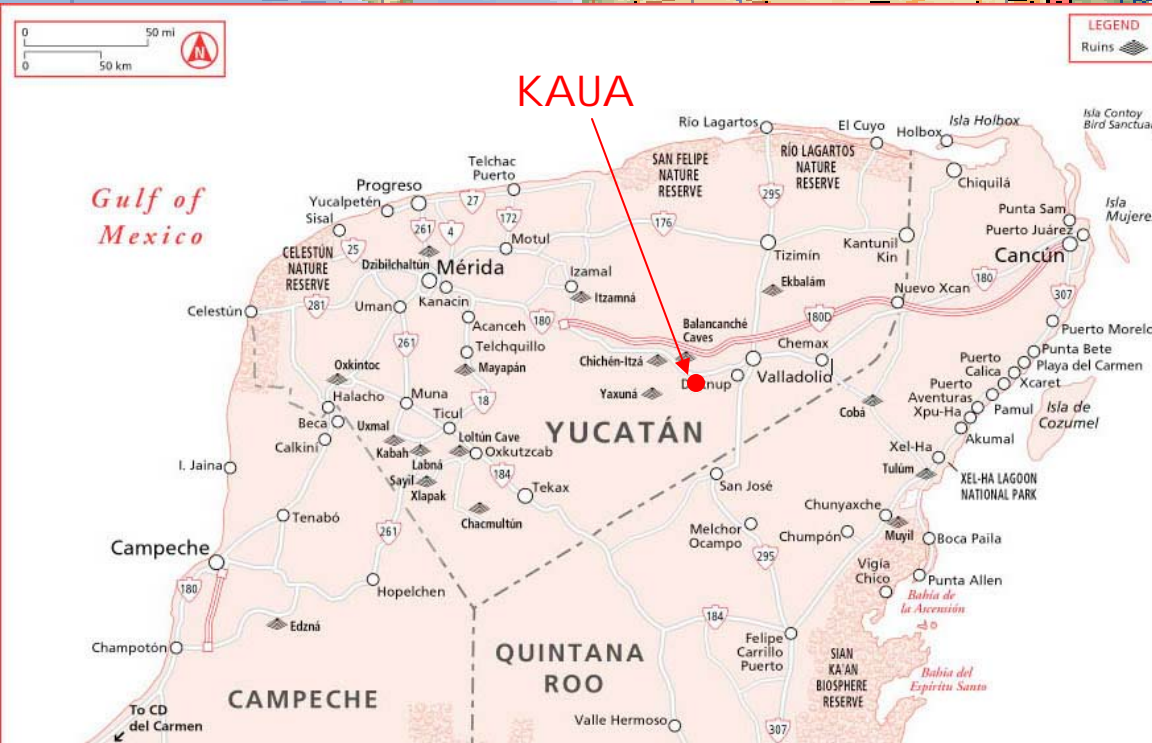 0 50 mi
0 50 km
N
LEGEND
Ruins
KAUA
Gulf of
Mexico
Río Lagartos
El Cuyo
Holbox
Isla Holbox
Isla Contoy
Bird Sanctuar
SAN FELIPE
NATURE
RESERVE
RÍO LAGARTOS
NATURE
RESERVE
Chiquilá
Telchac
Puerto
Progreso
Yucalpetén
Sisal
27
295
Isla
Mujere
Punta Sam
Puerto Juárez
Cancún
25
261
4
172
176
CELESTÚN
NATURE
RESERVE
Dzibilchaltún
Motul
Tizimín
Kantunil
Kin
Mérida
Izamal
Itzamná
Ekbalám
180
Nuevo Xcan
307
Celestún
281
Uman
Kanacin
Acanceh
180
180D
Balancanché
Caves
Puerto Morelo
261
Telchquillo
Mayapán
Chichén-Itzá
Chemax
Valladolid
Punta Bete
Playa del Carmen
Puerto
Calica
Xcaret
Oxkintoc
Halacho
Muna
18
Yaxuná
Cobá
Puerto
Aventuras
Xpu-Ha
Pamul
Isla de
Cozumel
Beca
Calkini
Uxmal
Ticul
Loltún Cave
Kabah
Labná
Oxkutzcab
YUCATÁN
Akumal
Xel-Ha
Tulúm
XEL-HA LAGOON
NATIONAL PARK
I. Jaina
Sayil
Xlapak
184
Tekax
San José
Chacmultún
Tenabó
261
Melchor
Ocampo
Chumpón
Chunyaxche
Muyil
Boca Paila
Campeche
295
Vigía
Chico
Punta Allen
Bahía de
la Ascensión
180
Hopelchen
Edzná
184
Felipe
Carrillo
Puerto
Champotón
QUINTANA
ROO
SIAN
KA'AN
BIOSPHERE
RESERVE
Bahía del
Espíritu Santo
CAMPECHE
To CD
del Carmen
Valle Hermoso
307